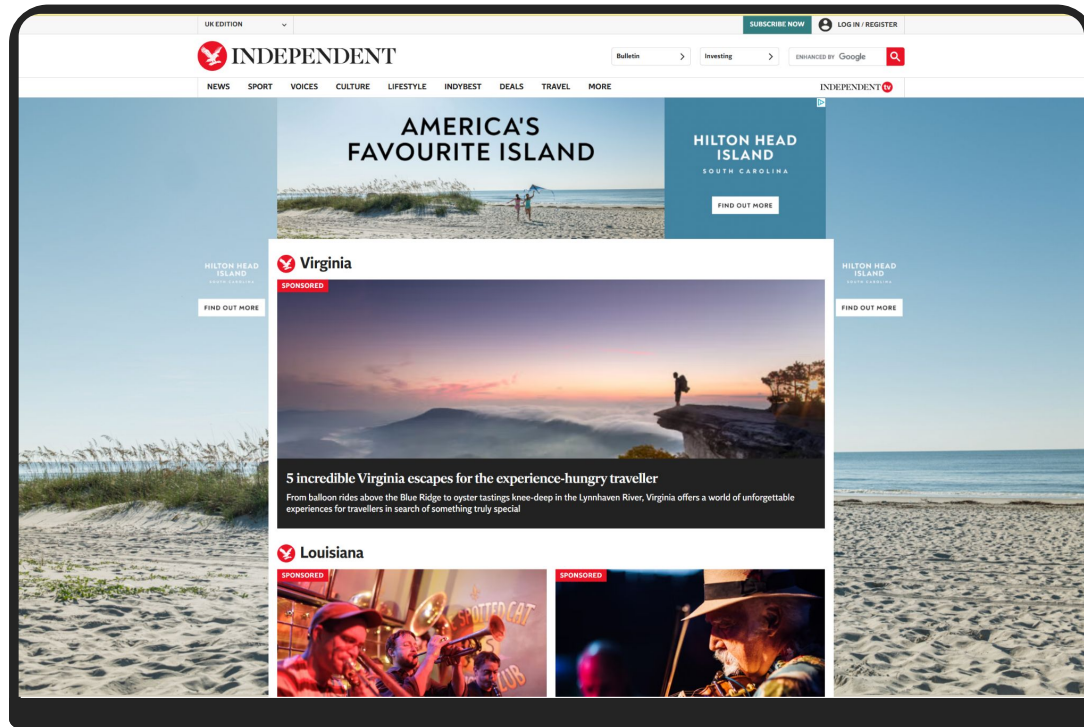 UK EDITION
SUBSCRIBE NOW
LOG IN / REGISTER
INDEPENDENT
Bulletin
Investing
ENHANCED BY Google
NEWS SPORT VOICES CULTURE LIFESTYLE INDYBEST DEALS TRAVEL MORE
INDEPENDENT tv
AMERICA'S
FAVOURITE ISLAND
HILTON HEAD
ISLAND
SOUTH CAROLINA
FIND OUT MORE
HILTON HEAD
ISLAND
SOUTH CAROLINA
FIND OUT MORE
HILTON HEAD
ISLAND
SOUTH CAROLINA
FIND OUT MORE
Virginia
SPONSORED
5 incredible Virginia escapes for the experience-hungry traveller
From balloon rides above the Blue Ridge to oyster tastings knee-deep in the Lynnhaven River, Virginia offers a world of unforgettable
experiences for travellers in search of something truly special
Louisiana
SPONSORED
SPONSORED
SPOTTED CAT
CLUB